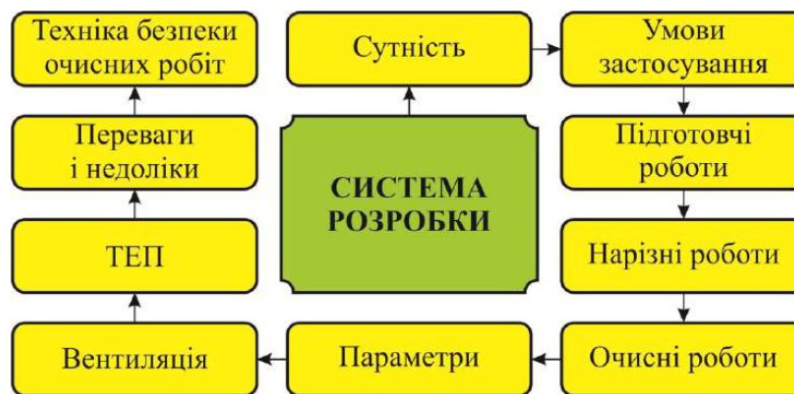 Техніка безпеки
очисних робіт
Сутність
Умови
застосування
Переваги
і недоліки
СИСТЕМА
РОЗРОБКИ
Підготовчі
роботи
ТЕП
Нарізні роботи
Вентиляція
Параметри
Очисні роботи